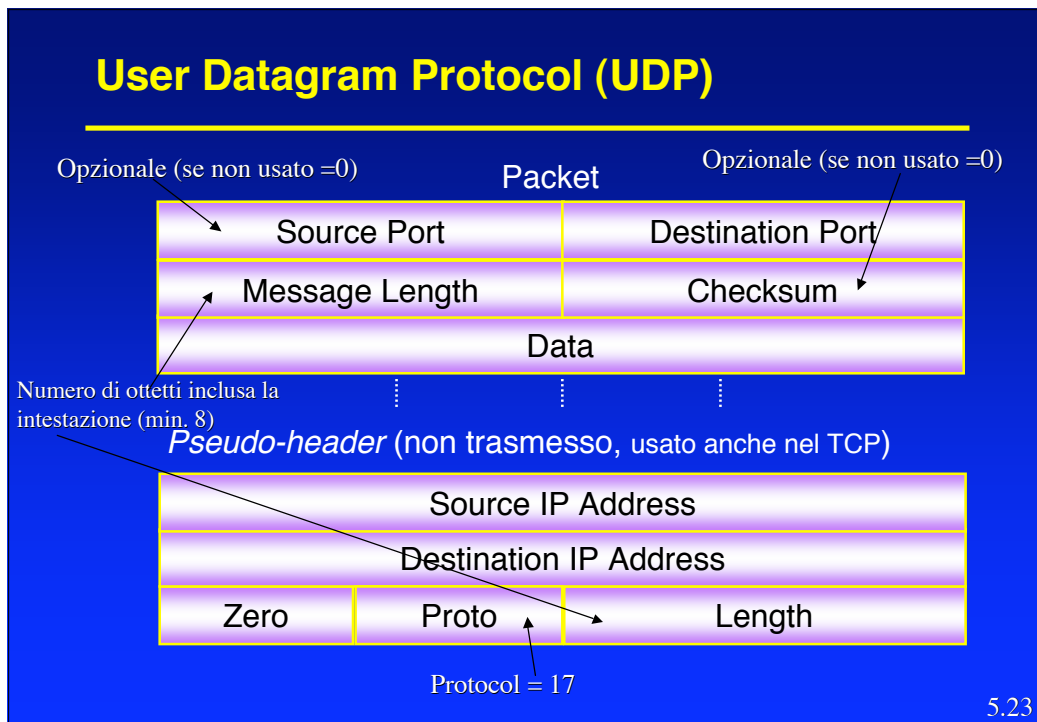 User Datagram Protocol (UDP)
Opzionale (se non usato =0)
Opzionale (se non usato =0)
Packet
Source Port
Destination Port
Message Length
Checksum
Data
Numero di ottetti inclusa la
intestazione (min. 8)
Pseudo-header (non trasmesso, usato anche nel TCP)
Source IP Address
Destination IP Address
Zero
Proto
Length
Protocol = 17
5.23